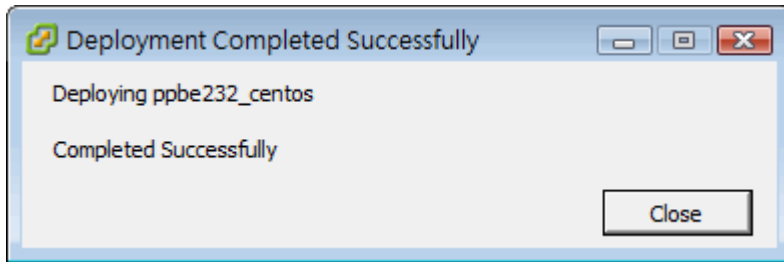 Deployment Completed Successfully
Deploying ppbe232_centos
Completed Successfully
Close